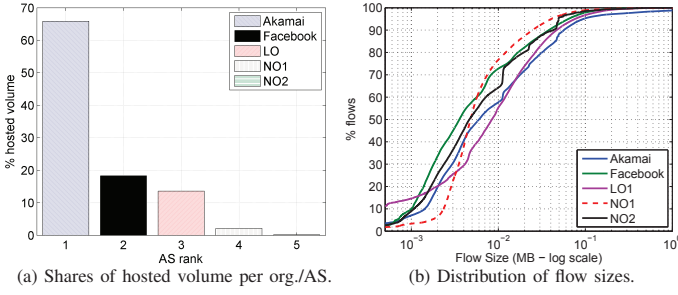 70
60
50
40
30
20
10
0
% hosted volume
1 2 3 4 5
AS rank
Akamai
Facebook
LO
NO1
NO2
(a) Shares of hosted volume per org./AS.
100
90
80
70
60
50
40
30
20
10
0
% flows
10⁻³ 10⁻² 10⁻¹ 10⁰
Flow Size (MB − log scale)
Akamai
Facebook
LO1
NO1
NO2
(b) Distribution of flow sizes.